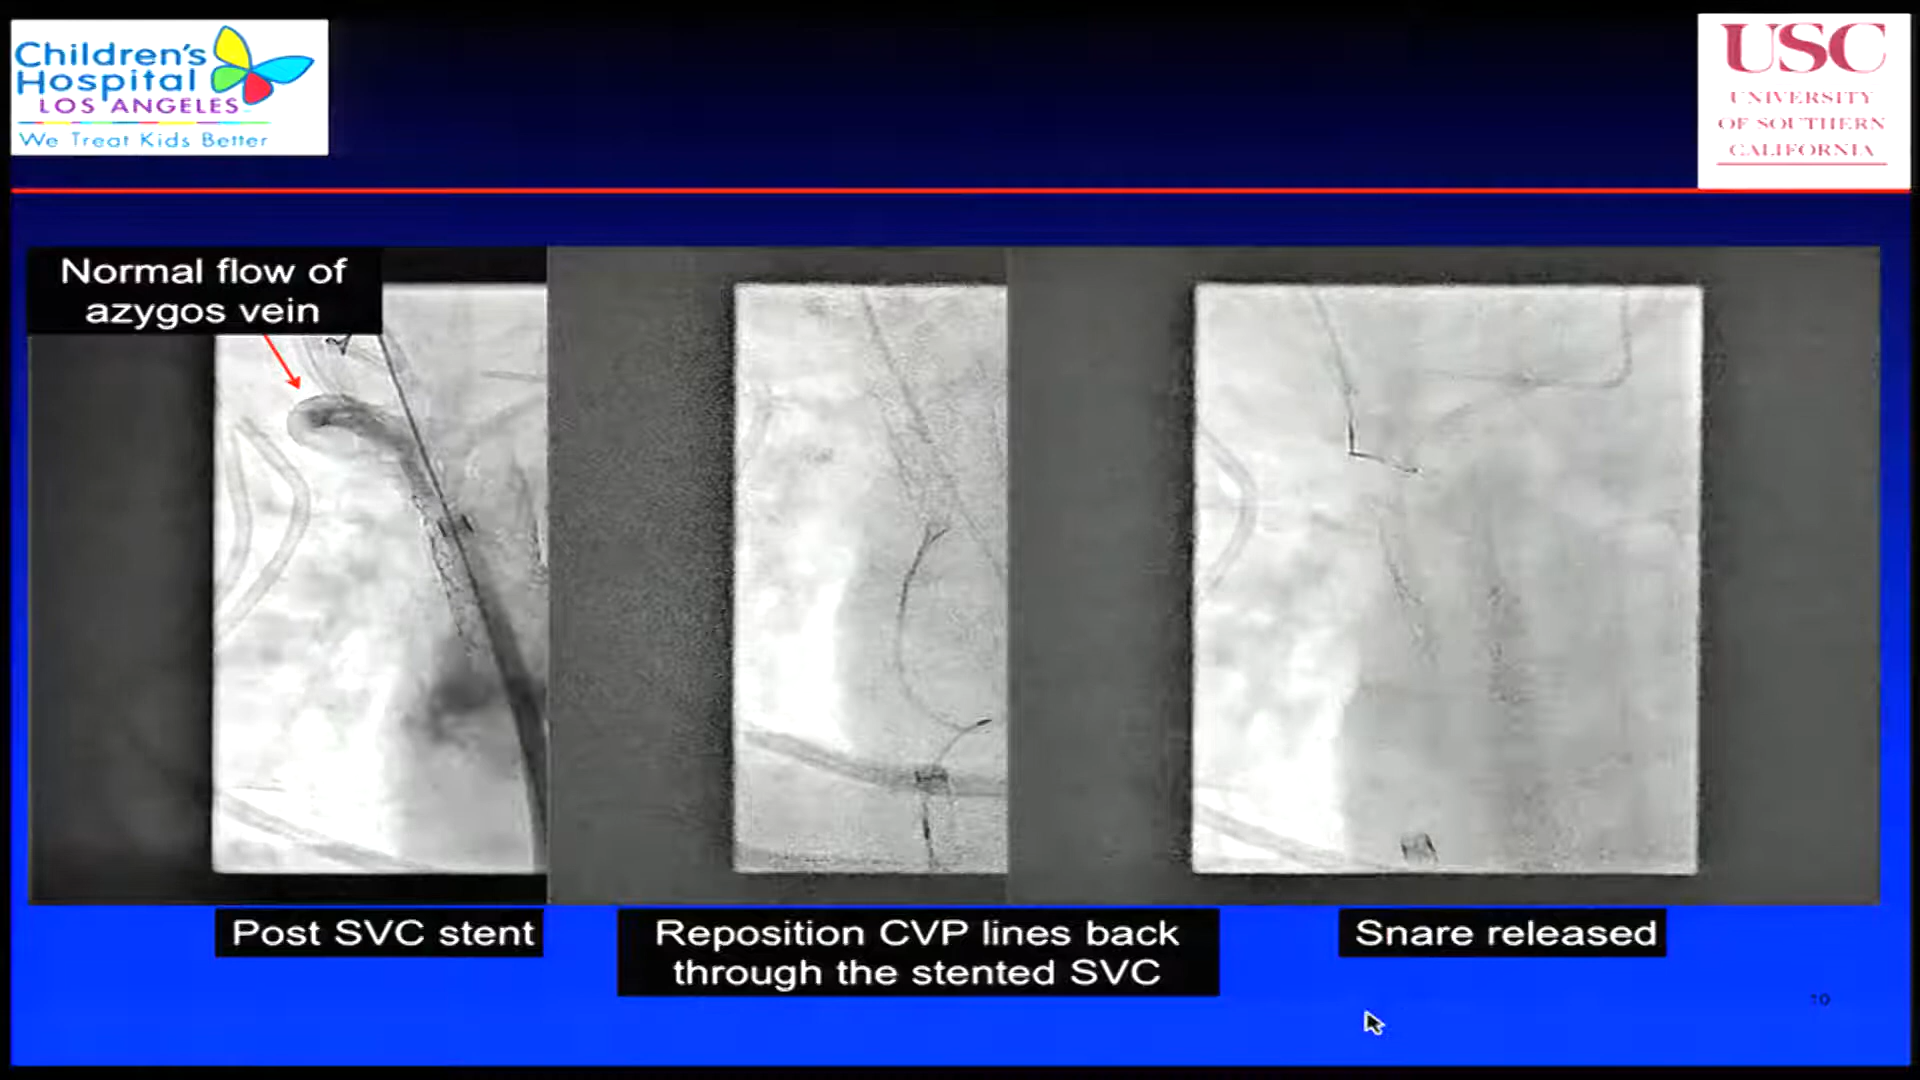 Children's
Hospital
LOS ANGELES
We Treat Kids Better
USC
UNIVERSITY
OF SOUTHERN
CALIFORNIA
Normal flow of
azygos vein
Post SVC stent
Reposition CVP lines back
through the stented SVC
Snare released